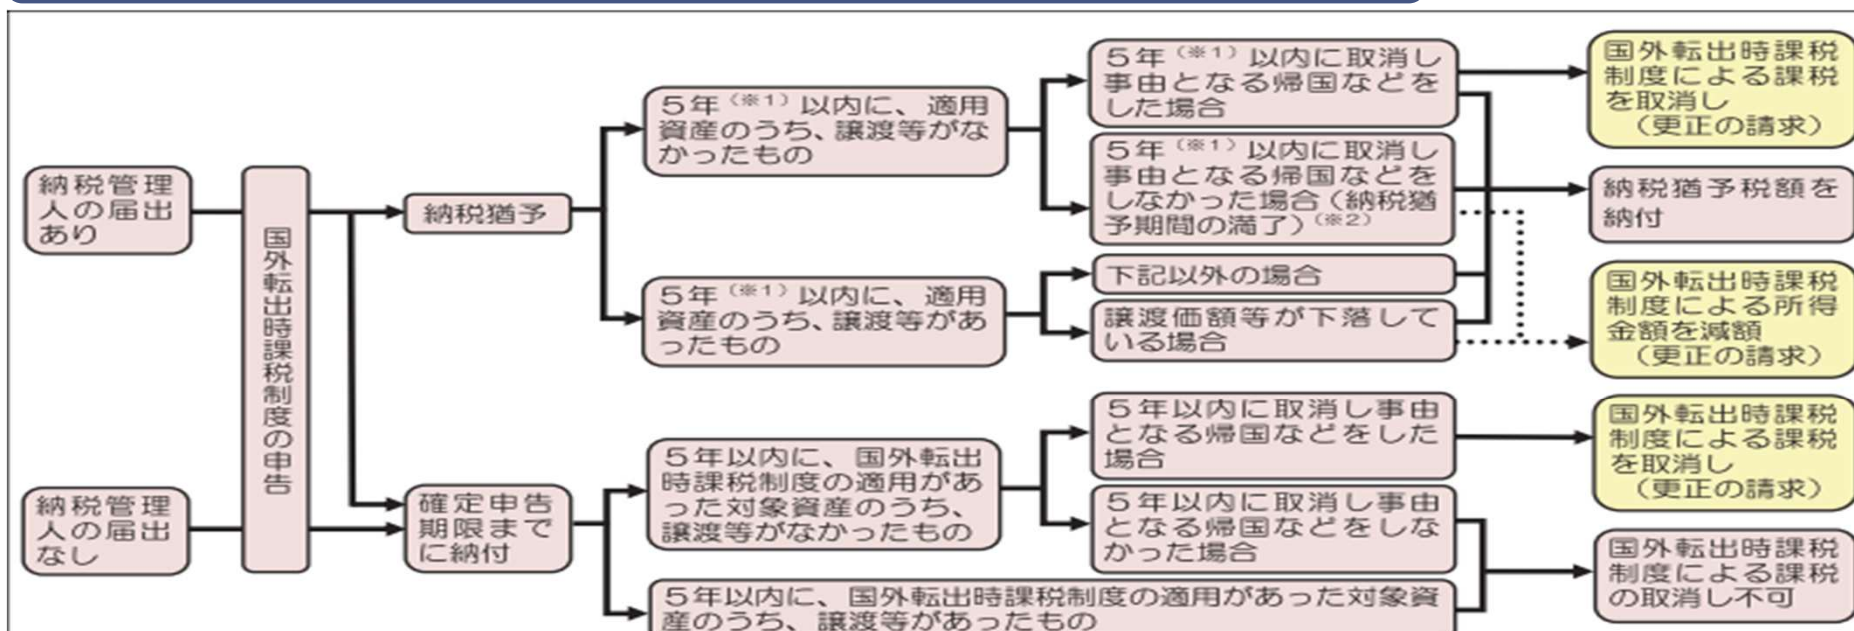 納税管理
人の届出
あり
納税管理
人の届出
なし
国外転出時課税制度の申告
納税猶予
確定申告
期限まで
に納付
5年(※1)以内に、適用
資産のうち、譲渡等がな
かったもの
5年(※1)以内に、適用
資産のうち、譲渡等があ
ったもの
5年以内に、国外転出
時課税制度の適用があ
った対象資産のうち、
譲渡等がなかったもの
5年以内に、国外転出時課税制度の適用があった対象資
産のうち、譲渡等があったもの
5年(※1)以内に取消し
事由となる帰国などを
した場合
5年(※1)以内に取消し
事由となる帰国などを
しなかった場合(納税猶
予期間の満了)(※2)
下記以外の場合
譲渡価額等が下落して
いる場合
5年以内に取消し事由
となる帰国などをした
場合
5年以内に取消し事由
となる帰国などをしな
かった場合
国外転出時課税
制度による課税
を取消し
(更正の請求)
納税猶予税額を
納付
国外転出時課税
制度による所得
金額を減額
(更正の請求)
国外転出時課税
制度による課税
を取消し
(更正の請求)
国外転出時課税
制度による課税
の取消し不可